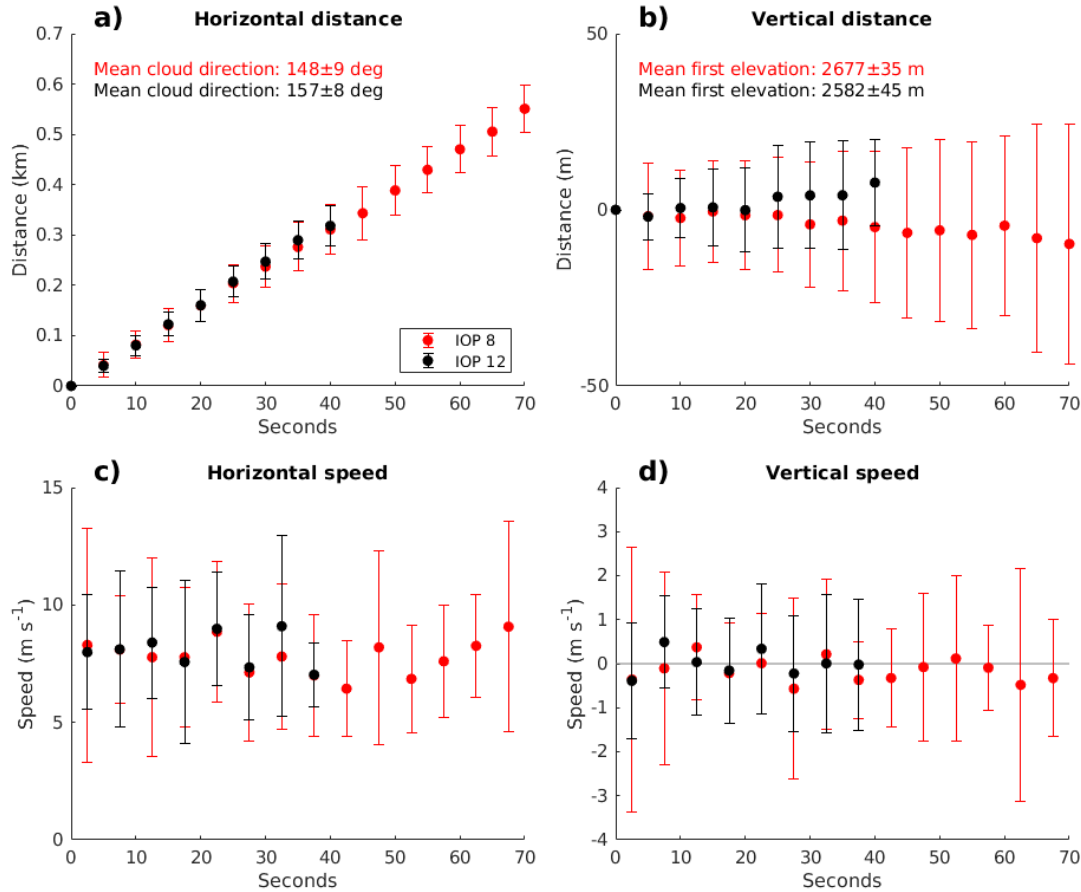 a) Horizontal distance
0.7
0.6
0.5
0.4
0.3
0.2
0.1
0
Distance (km)
Mean cloud direction: 148±9 deg
Mean cloud direction: 157±8 deg
IOP 8
IOP 12
0 10 20 30 40 50 60 70
Seconds
b) Vertical distance
50
0
-50
Distance (m)
Mean first elevation: 2677±35 m
Mean first elevation: 2582±45 m
0 10 20 30 40 50 60 70
Seconds
c) Horizontal speed
15
10
5
0
Speed (m s⁻¹)
0 10 20 30 40 50 60 70
Seconds
d) Vertical speed
4
3
2
1
0
-1
-2
-3
-4
Speed (m s⁻¹)
0 10 20 30 40 50 60 70
Seconds